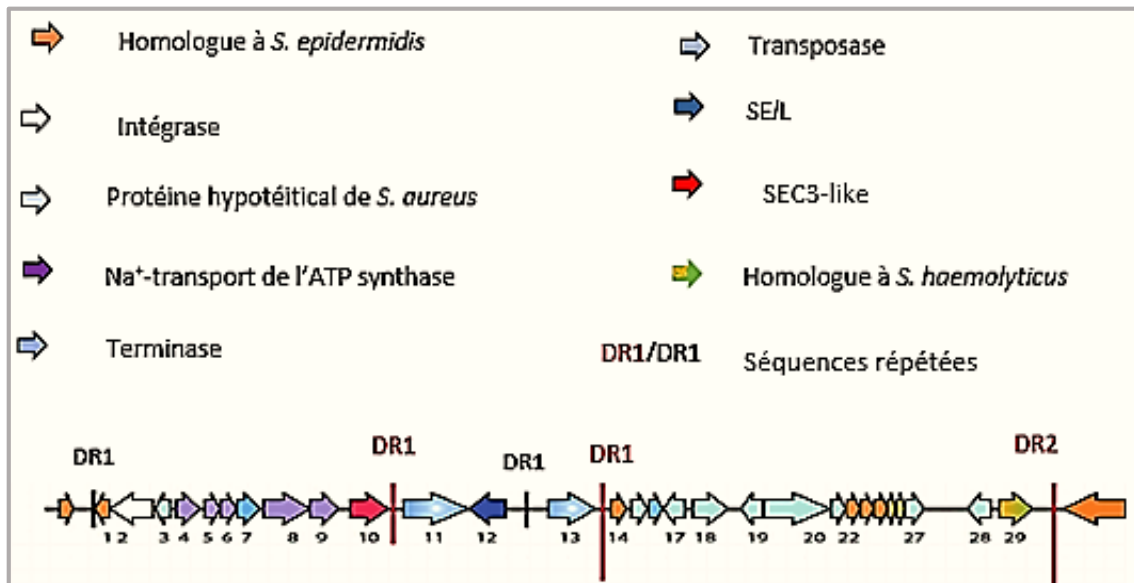 Homologue à S. epidermidis
Transposase
Intégrase
SE/L
Protéine hypotéitical de S. aureus
SEC3-like
Na⁺-transport de l'ATP synthase
Homologue à S. haemolyticus
Terminase
DR1/DR1 Séquences répétées
DR1 DR1 DR1 DR1 DR2
1 2 3 4 5 6 7 8 9 10 11 12 13 14 17 18 19 20 22 27 28 29